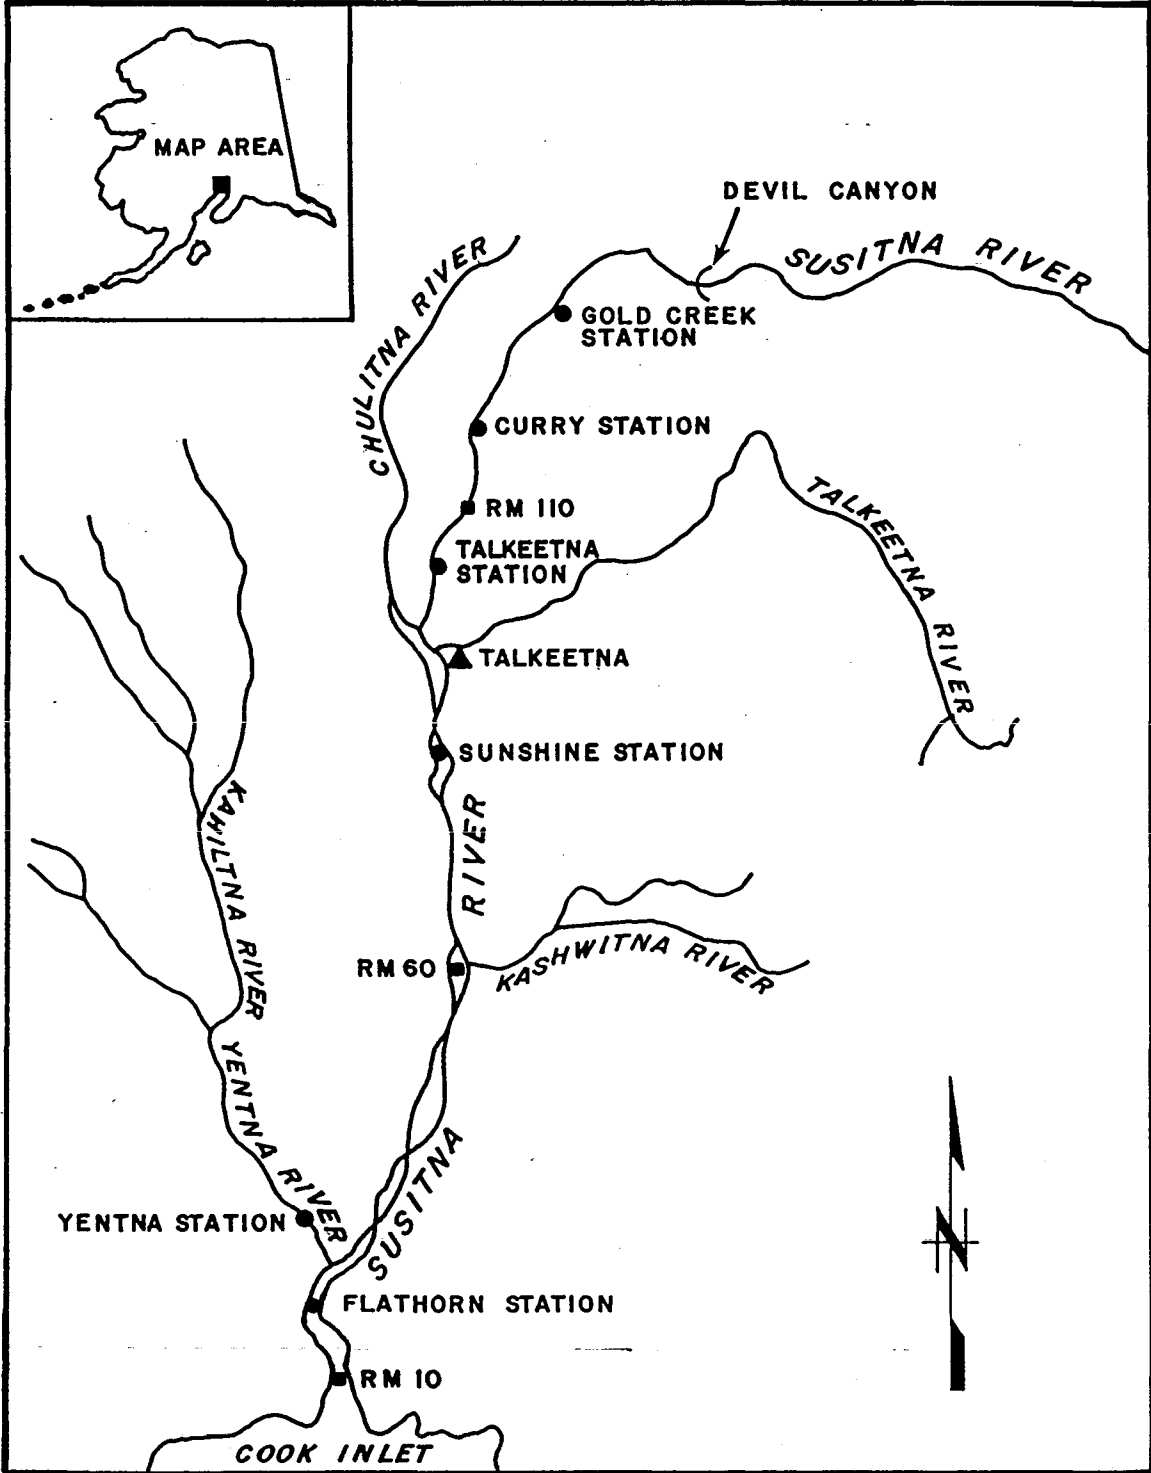 MAP AREA
DEVIL CANYON
SUSITNA RIVER
CHULITNA RIVER
GOLD CREEK
STATION
CURRY STATION
TALKEETNA RIVER
RM 110
TALKEETNA
STATION
TALKEETNA
SUNSHINE STATION
KAHILTNA RIVER
RIVER
RM 60
KASHWITNA RIVER
YENTNA RIVER
SUSITNA
YENTNA STATION
N
FLATHORN STATION
RM 10
COOK INLET